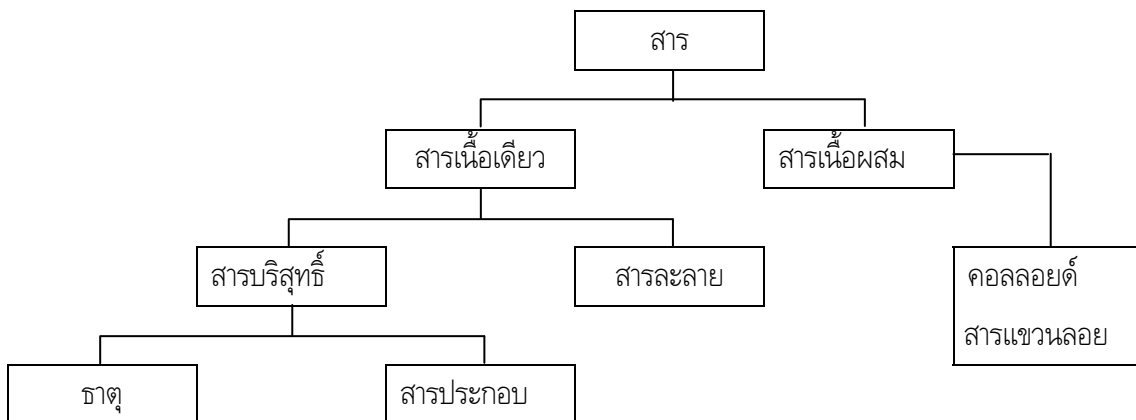 สาร
สารเนื้อเดียว
สารเนื้อผสม
สารบริสุทธิ์
สารละลาย
คอลลอยด์
สารแขวนลอย
ธาตุ
สารประกอบ